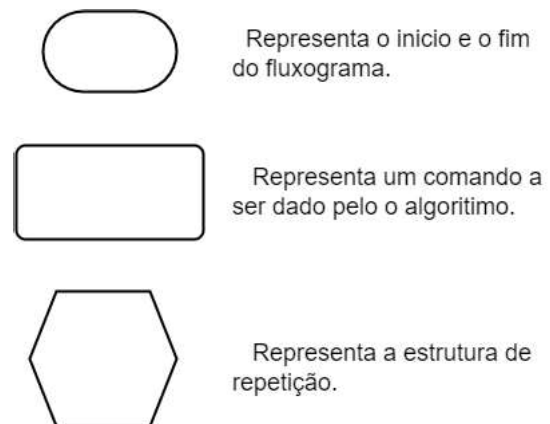 Representa o inicio e o fim
do fluxograma.
Representa um comando a
ser dado pelo o algoritimo.
Representa a estrutura de
repetição.